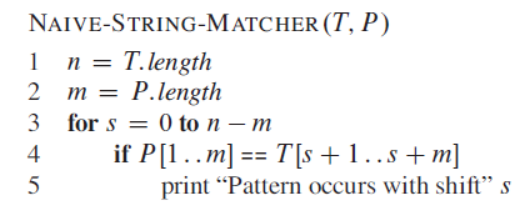 NAIVE-STRING-MATCHER(T, P)
1 n = T.length
2 m = P.length
3 for s = 0 to n − m
4 if P[1..m] == T[s + 1..s + m]
5 print “Pattern occurs with shift” s